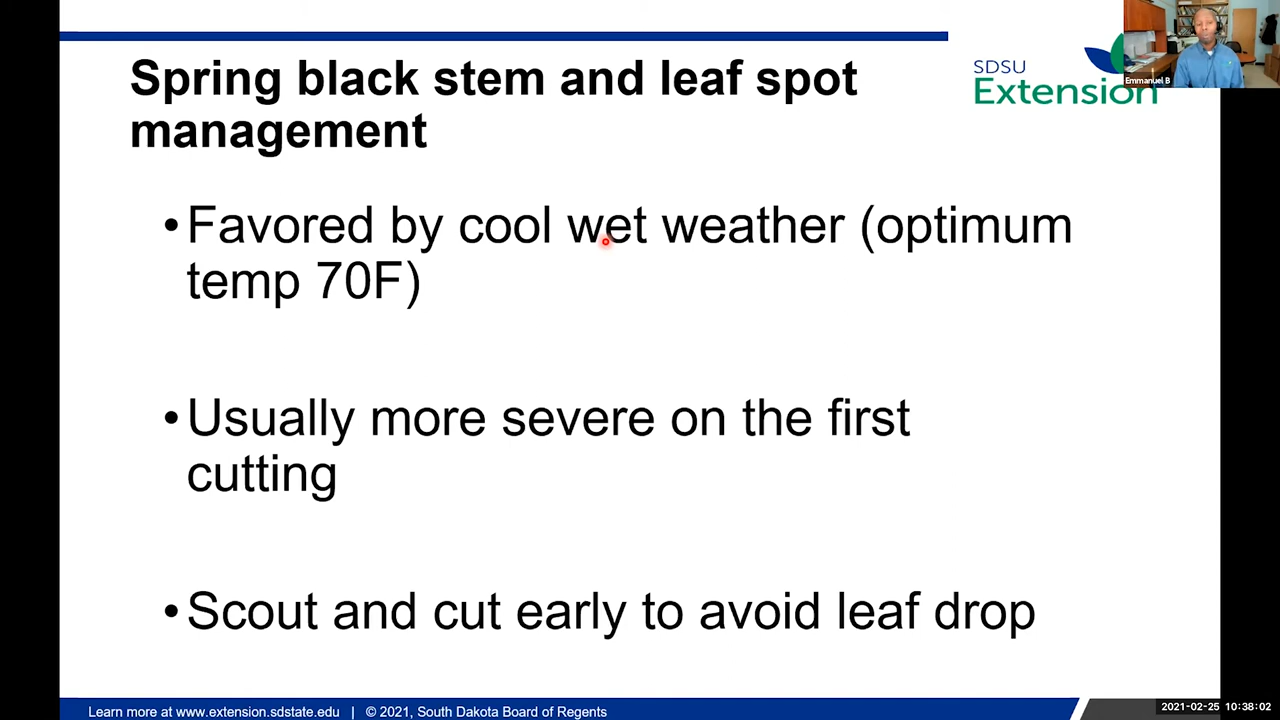 Spring black stem and leaf spot
management
SDSU
Extension
Emmanuel B
•Favored by cool wet weather (optimum
temp 70F)
•Usually more severe on the first
cutting
•Scout and cut early to avoid leaf drop
Learn more at www.extension.sdstate.edu | © 2021, South Dakota Board of Regents
2021-02-25 10:38:02